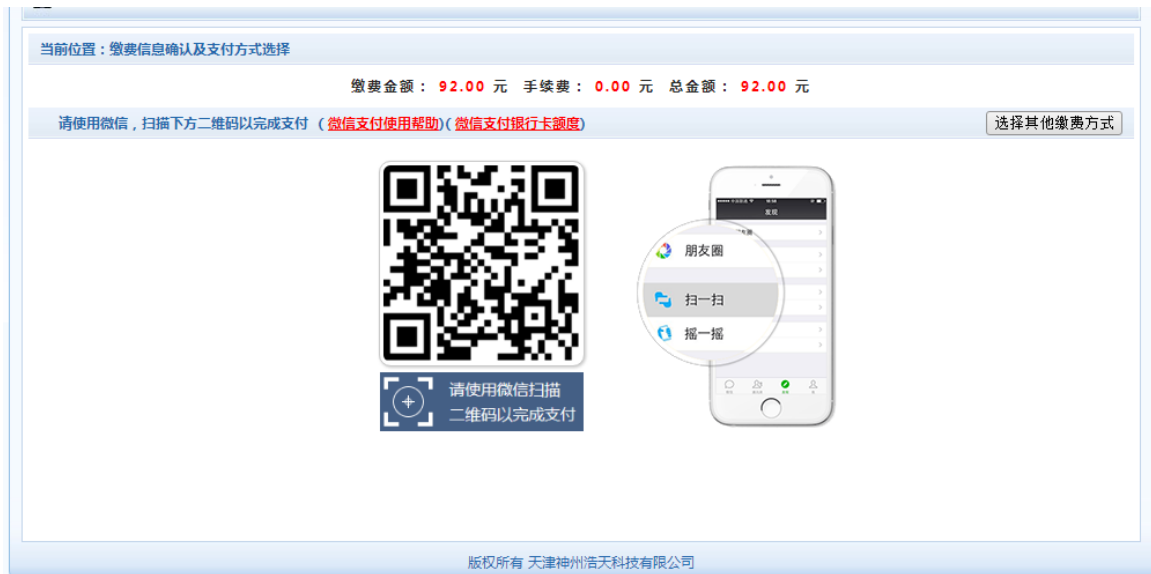 当前位置：缴费信息确认及支付方式选择
缴费金额： 92.00 元 手续费： 0.00 元 总金额： 92.00 元
请使用微信，扫描下方二维码以完成支付 (微信支付使用帮助)(微信支付银行卡额度)
选择其他缴费方式
发现
朋友圈
扫一扫
摇一摇
请使用微信扫描
二维码以完成支付
版权所有 天津神州浩天科技有限公司